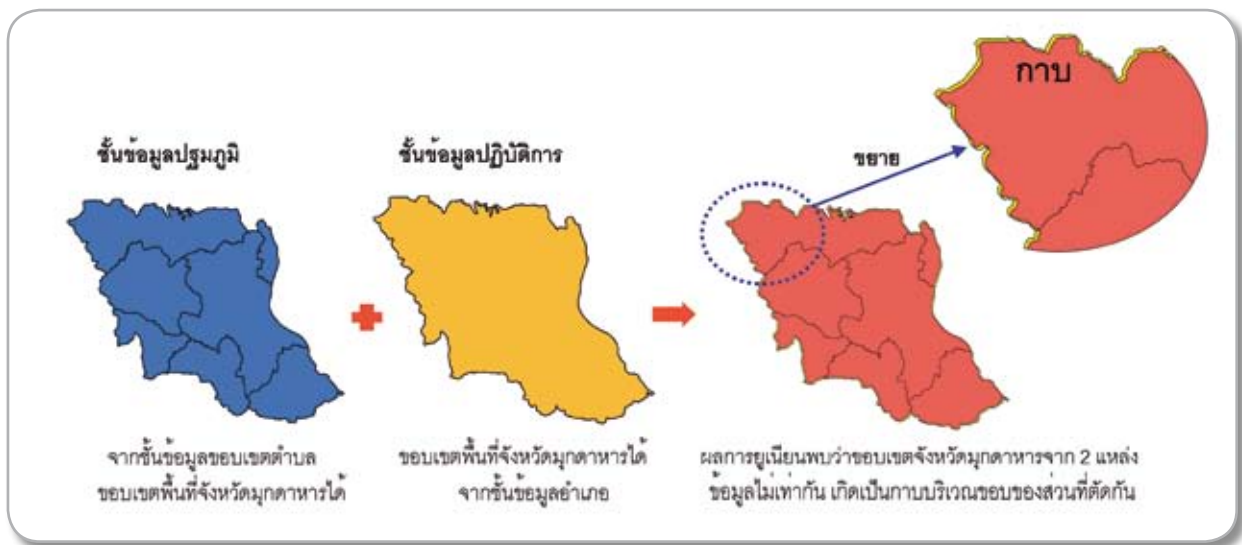 กาบ
ชั้นข้อมูลปฐมภูมิ
ชั้นข้อมูลปฏิบัติการ
ขยาย
จากชั้นข้อมูลขอบเขตตำบล
ขอบเขตพื้นที่จังหวัดมุกดาหารได้
ขอบเขตพื้นที่จังหวัดมุกดาหารได้
จากชั้นข้อมูลอำเภอ
ผลการยูเนียนพบว่าขอบเขตจังหวัดมุกดาหารจาก 2 แหล่ง
ข้อมูลไม่เท่ากัน เกิดเป็นกาบบริเวณขอบของส่วนที่ตัดกัน